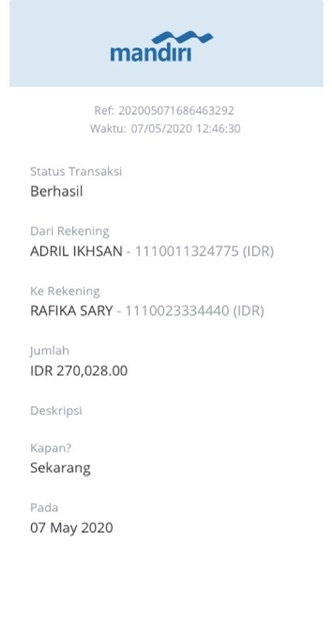 mandiri
Ref: 202005071686463292
Waktu: 07/05/2020 12:46:30
Status Transaksi
Berhasil
Dari Rekening
ADRIL IKHSAN - 1110011324775 (IDR)
Ke Rekening
RAFIKA SARY - 1110023334440 (IDR)
Jumlah
IDR 270,028.00
Deskripsi
Kapan?
Sekarang
Pada
07 May 2020